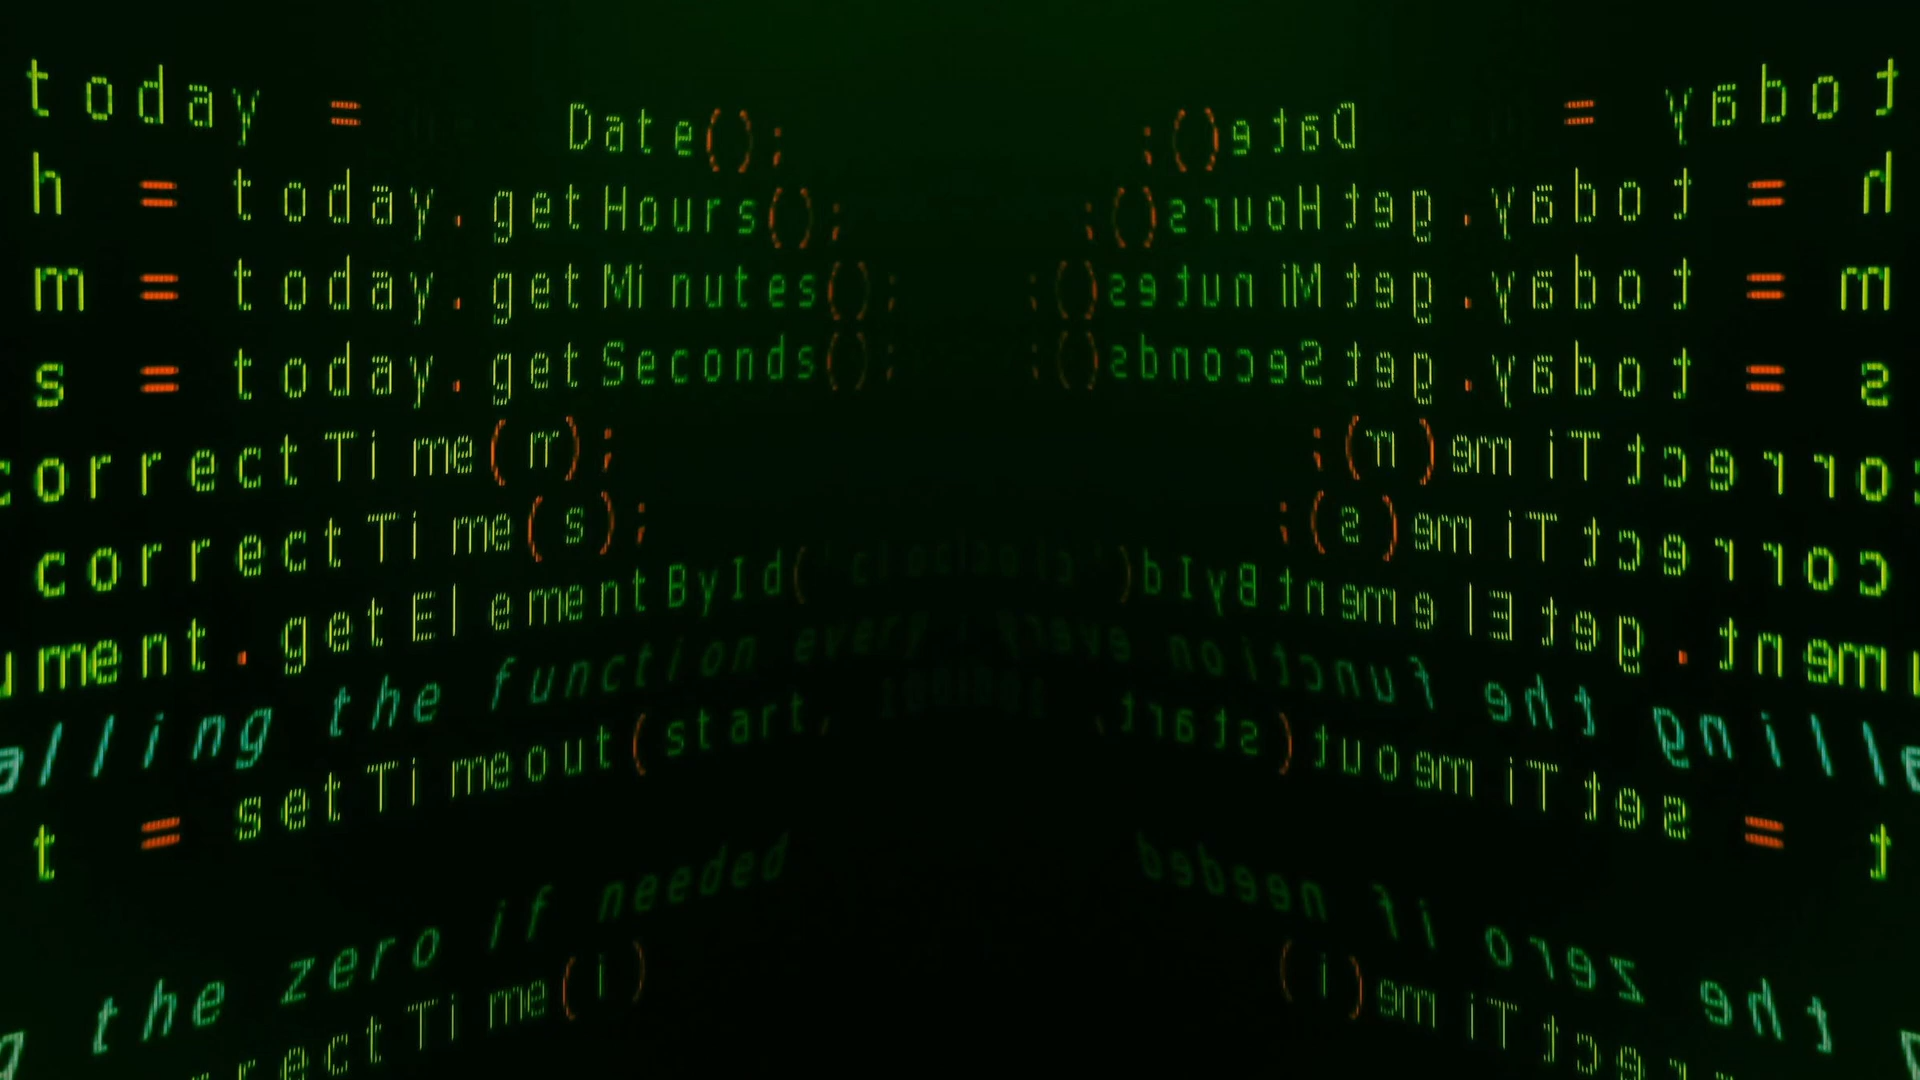 today = Date();
h = today.getHours();
m = today.getMinutes();
s = today.getSeconds();
correctTime(m);
correctTime(s);
ument.getElementById(
alling the function every
t = setTimeout(start,
g the zero if needed
rrectTime(i)